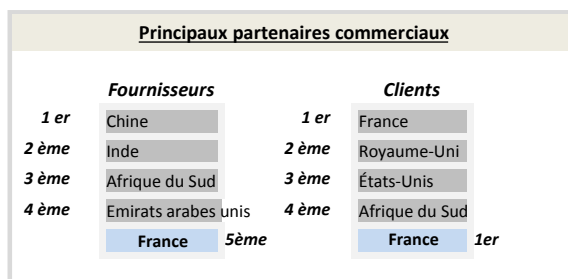 Principaux partenaires commerciaux
Fournisseurs
1 er Chine
2 ème Inde
3 ème Afrique du Sud
4 ème Emirats arabes unis
France 5ème
Clients
1 er France
2 ème Royaume-Uni
3 ème États-Unis
4 ème Afrique du Sud
France 1er